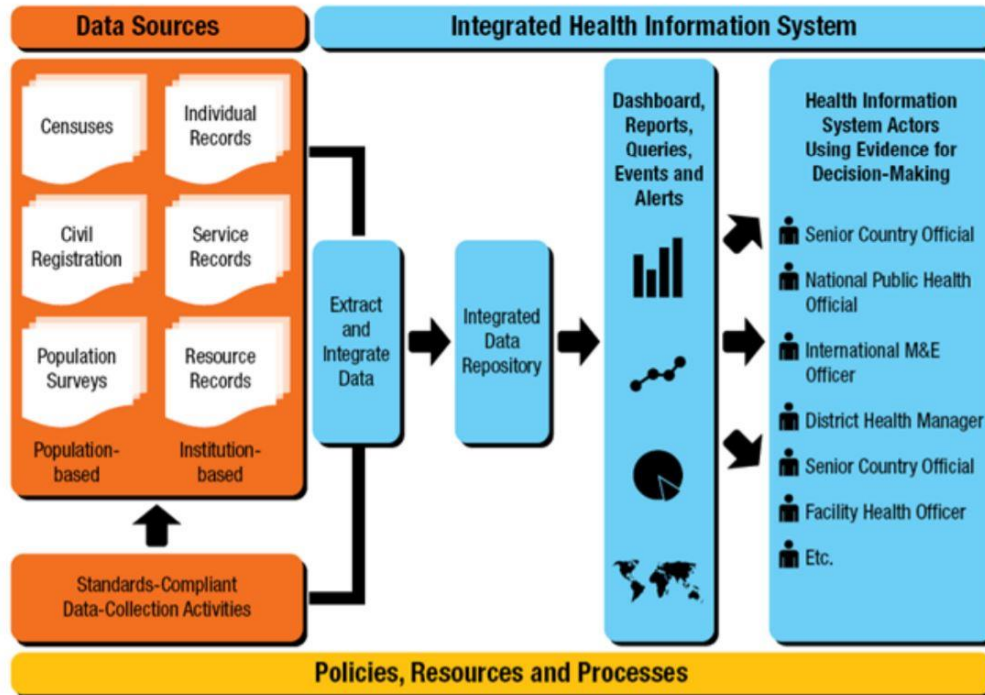 Data Sources
Integrated Health Information System
Censuses
Individual
Records
Civil
Registration
Service
Records
Population
Surveys
Resource
Records
Population-
based
Institution-
based
Standards-Compliant
Data-Collection Activities
Extract
and
Integrate
Data
Integrated
Data
Repository
Dashboard,
Reports,
Queries,
Events and
Alerts
Health Information
System Actors
Using Evidence for
Decision-Making
Senior Country Official
National Public Health
Official
International M&E
Officer
District Health Manager
Senior Country Official
Facility Health Officer
Etc.
Policies, Resources and Processes